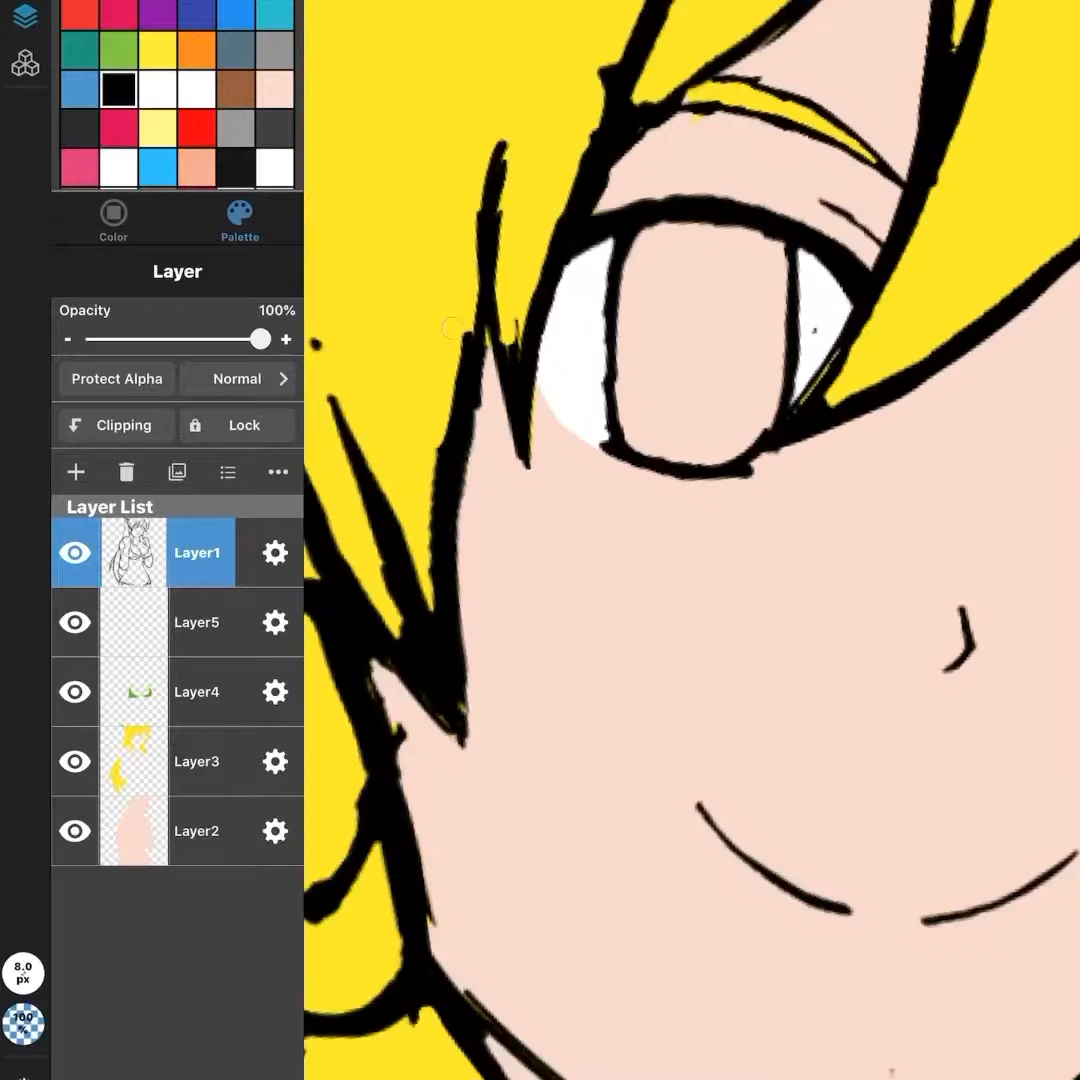 Color Palette
Layer
Opacity 100%
- +
Protect Alpha Normal
Clipping Lock
Layer List
Layer1
Layer5
Layer4
Layer3
Layer2
8.0
px
100
%